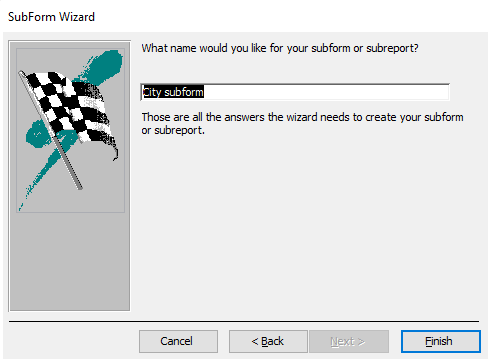 SubForm Wizard
What name would you like for your subform or subreport?
City subform
Those are all the answers the wizard needs to create your subform
or subreport.
Cancel
< Back
Next >
Finish